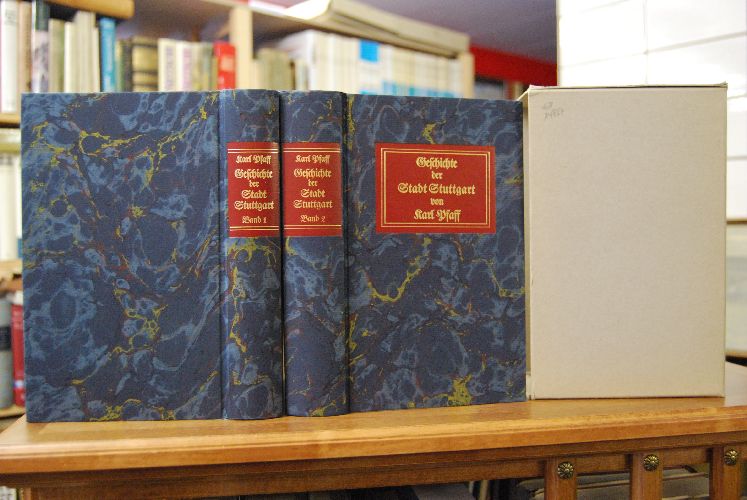 Karl Pfaff
Geschichte
der
Stadt
Stuttgart
Band 1
Karl Pfaff
Geschichte
der
Stadt
Stuttgart
Band 2
Geschichte
der
Stadt Stuttgart
von
Karl Pfaff